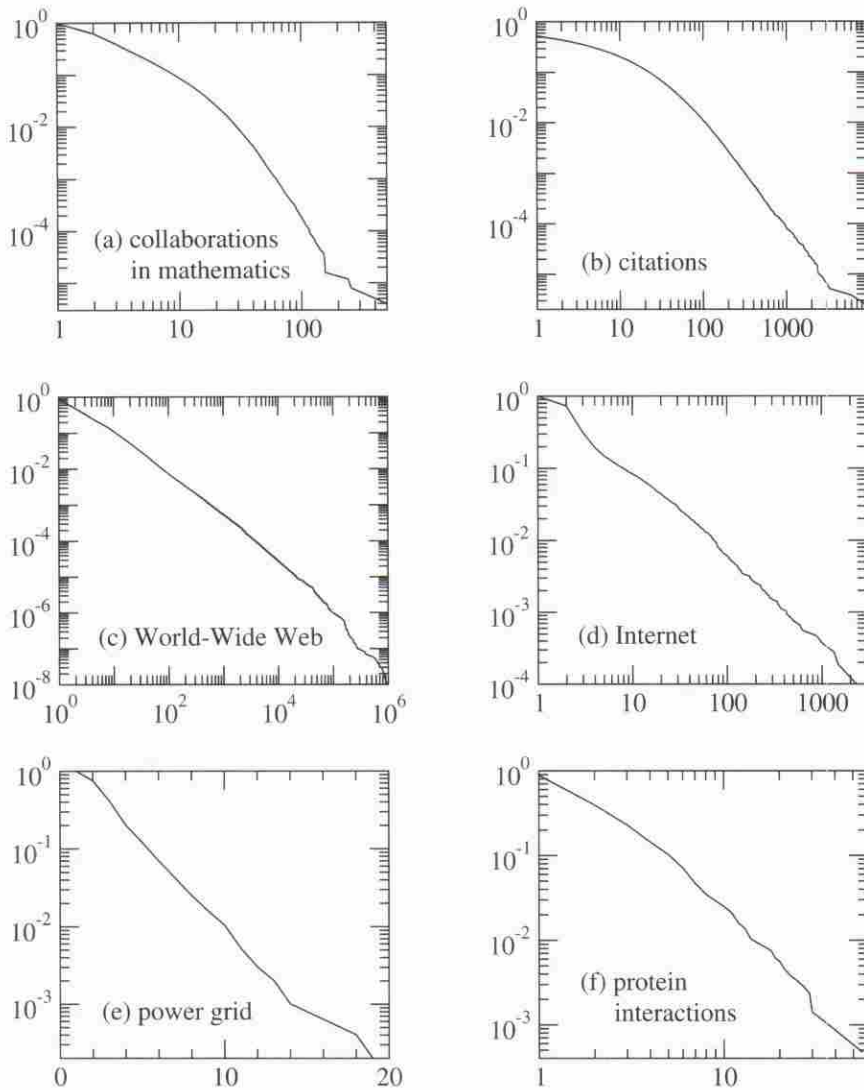 10^0
10^-2
10^-4
(a) collaborations
in mathematics
1 10 100
10^0
10^-2
10^-4
(b) citations
1 10 100 1000
10^0
10^-2
10^-4
10^-6
10^-8
(c) World-Wide Web
10^0 10^2 10^4 10^6
10^0
10^-1
10^-2
10^-3
10^-4
(d) Internet
1 10 100 1000
10^0
10^-1
10^-2
10^-3
(e) power grid
0 10 20
10^0
10^-1
10^-2
10^-3
(f) protein
interactions
1 10